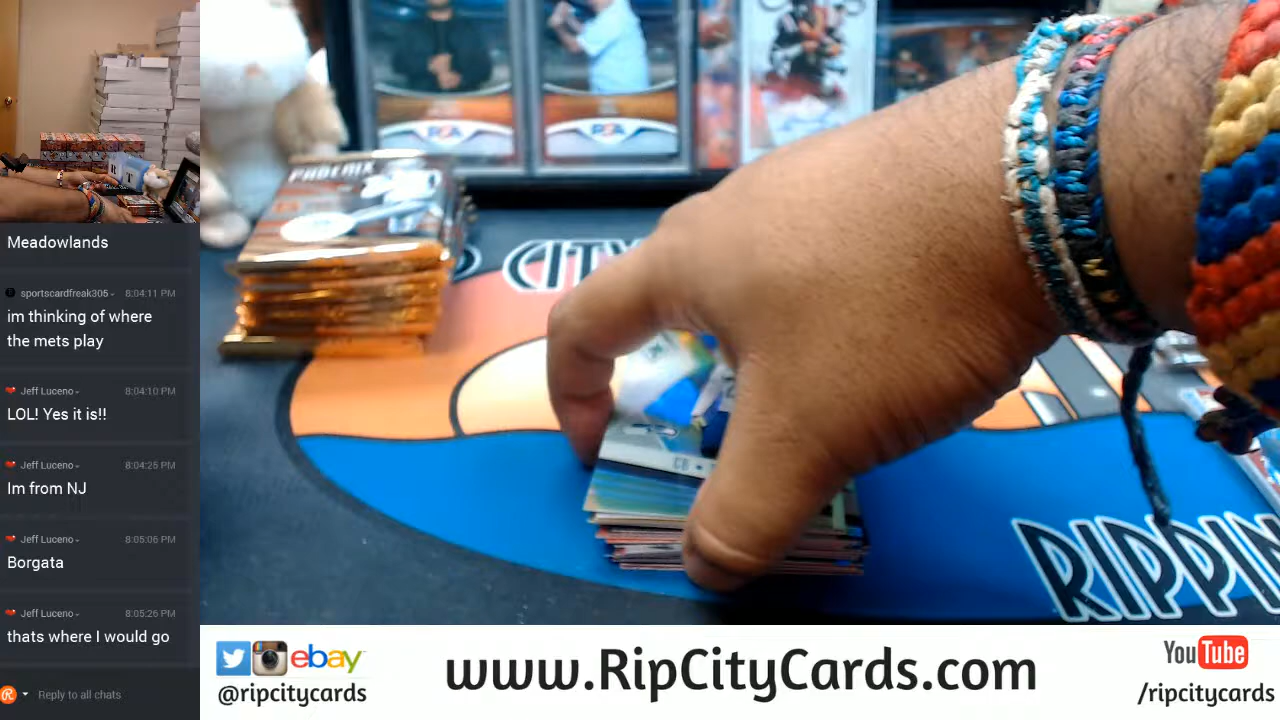 Meadowlands
sportscardfreak305 8:04:11 PM
im thinking of where
the mets play
Jeff Luceno 8:04:10 PM
LOL! Yes it is!!
Jeff Luceno 8:04:25 PM
Im from NJ
Jeff Luceno 8:05:06 PM
Borgata
Jeff Luceno 8:05:26 PM
thats where I would go
Reply to all chats
PHOENIX
PSA
PSA
CITY
CB
RIPPIN
ebay
@ripcitycards
www.RipCityCards.com
YouTube
/ripcitycards